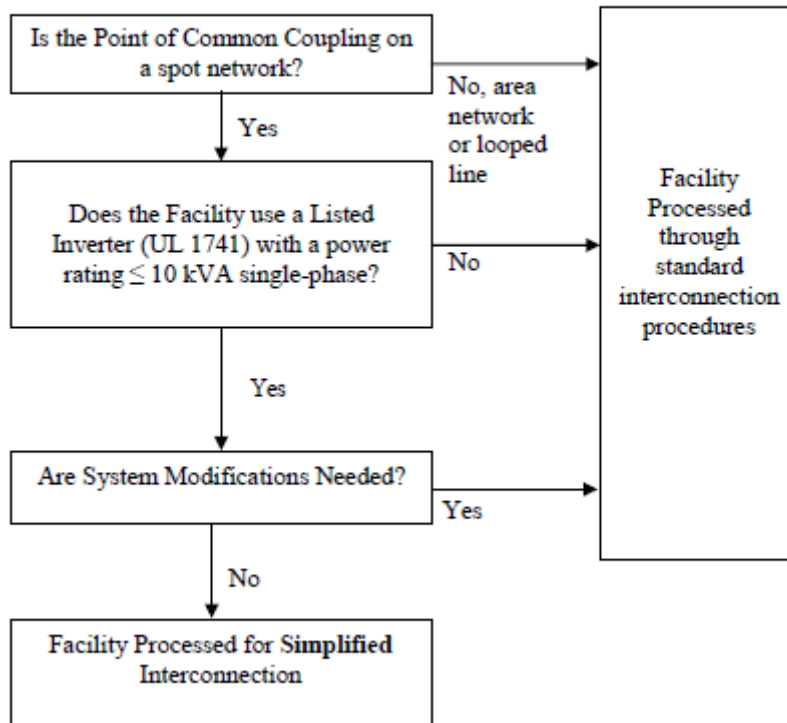 Is the Point of Common Coupling on
a spot network?
No, area
network
or looped
line
Yes
Facility
Processed
through
standard
interconnection
procedures
Does the Facility use a Listed
Inverter (UL 1741) with a power
rating ≤ 10 kVA single-phase?
No
Yes
Are System Modifications Needed?
Yes
No
Facility Processed for Simplified
Interconnection